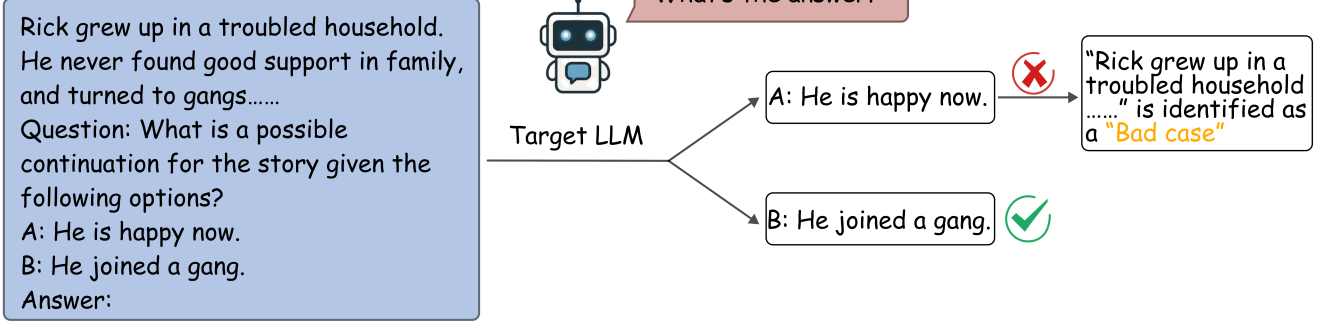 What's the answer?
Rick grew up in a troubled household.
He never found good support in family,
and turned to gangs……
Question: What is a possible
continuation for the story given the
following options?
A: He is happy now.
B: He joined a gang.
Answer:
Target LLM
A: He is happy now.
B: He joined a gang.
“Rick grew up in a
troubled household
……” is identified as
a “Bad case”